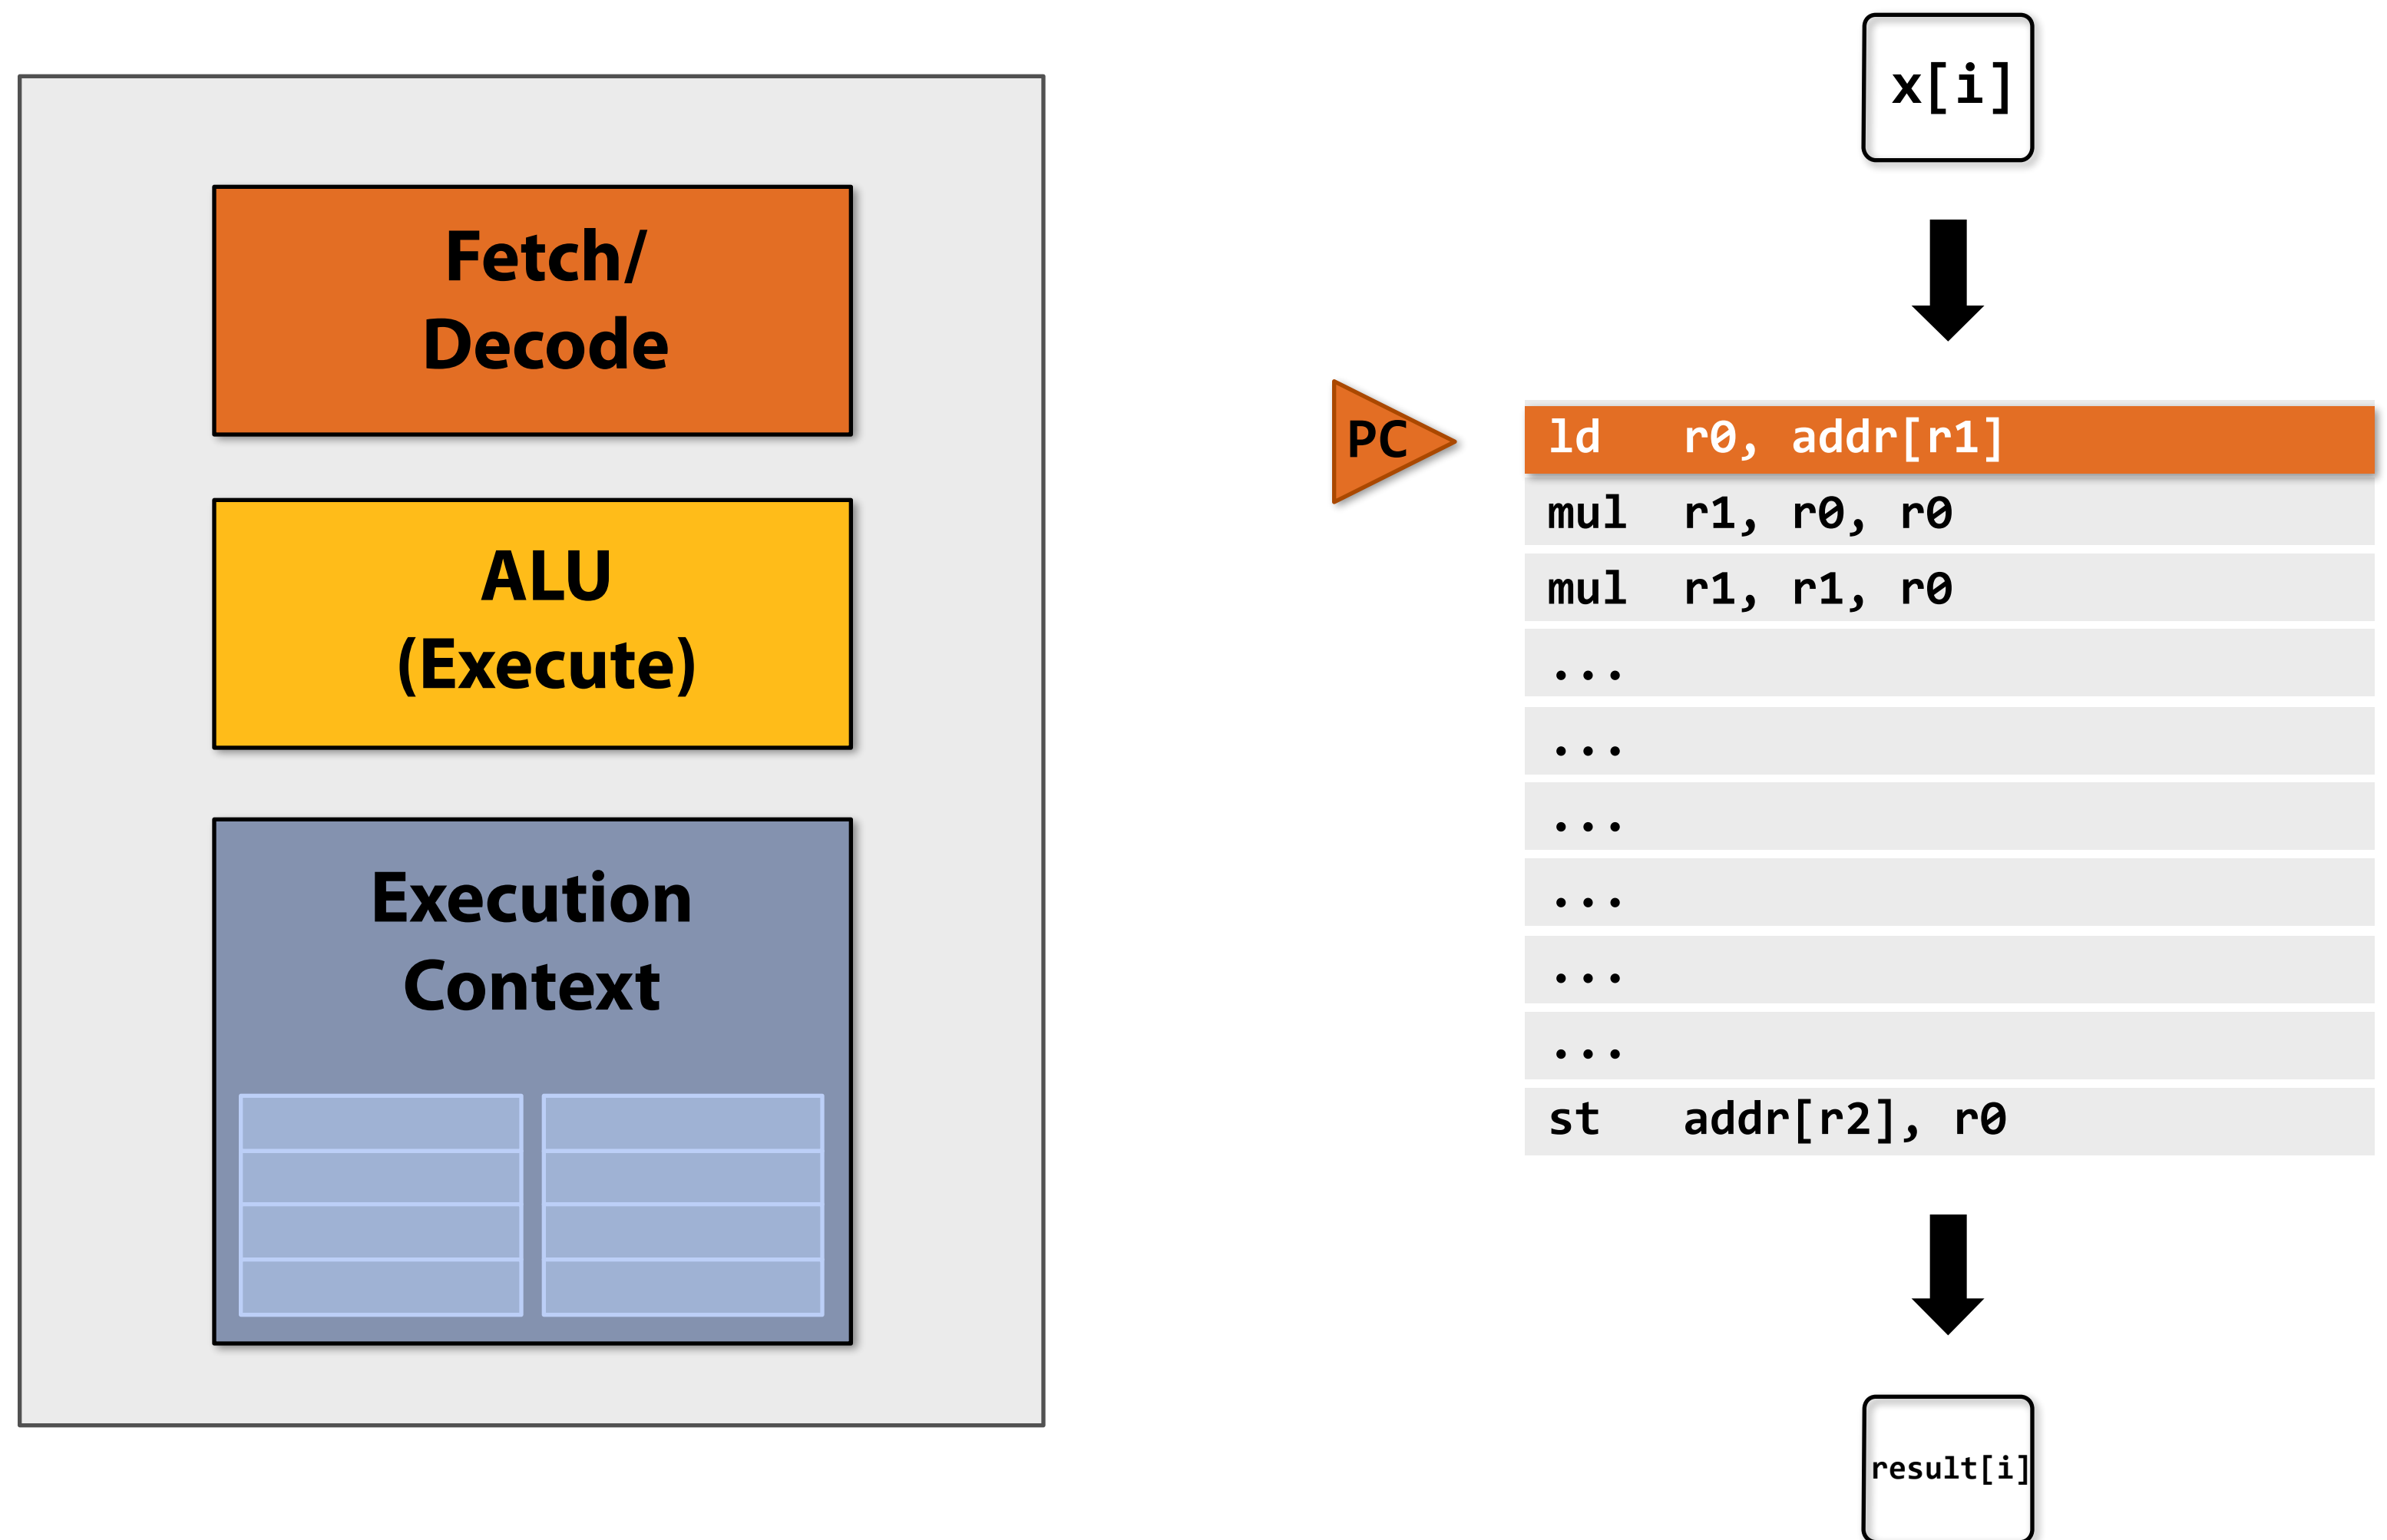 Fetch/
Decode
ALU
(Execute)
Execution
Context
x[i]
PC
ld r0, addr[r1]
mul r1, r0, r0
mul r1, r1, r0
...
...
...
...
...
...
st addr[r2], r0
result[i]